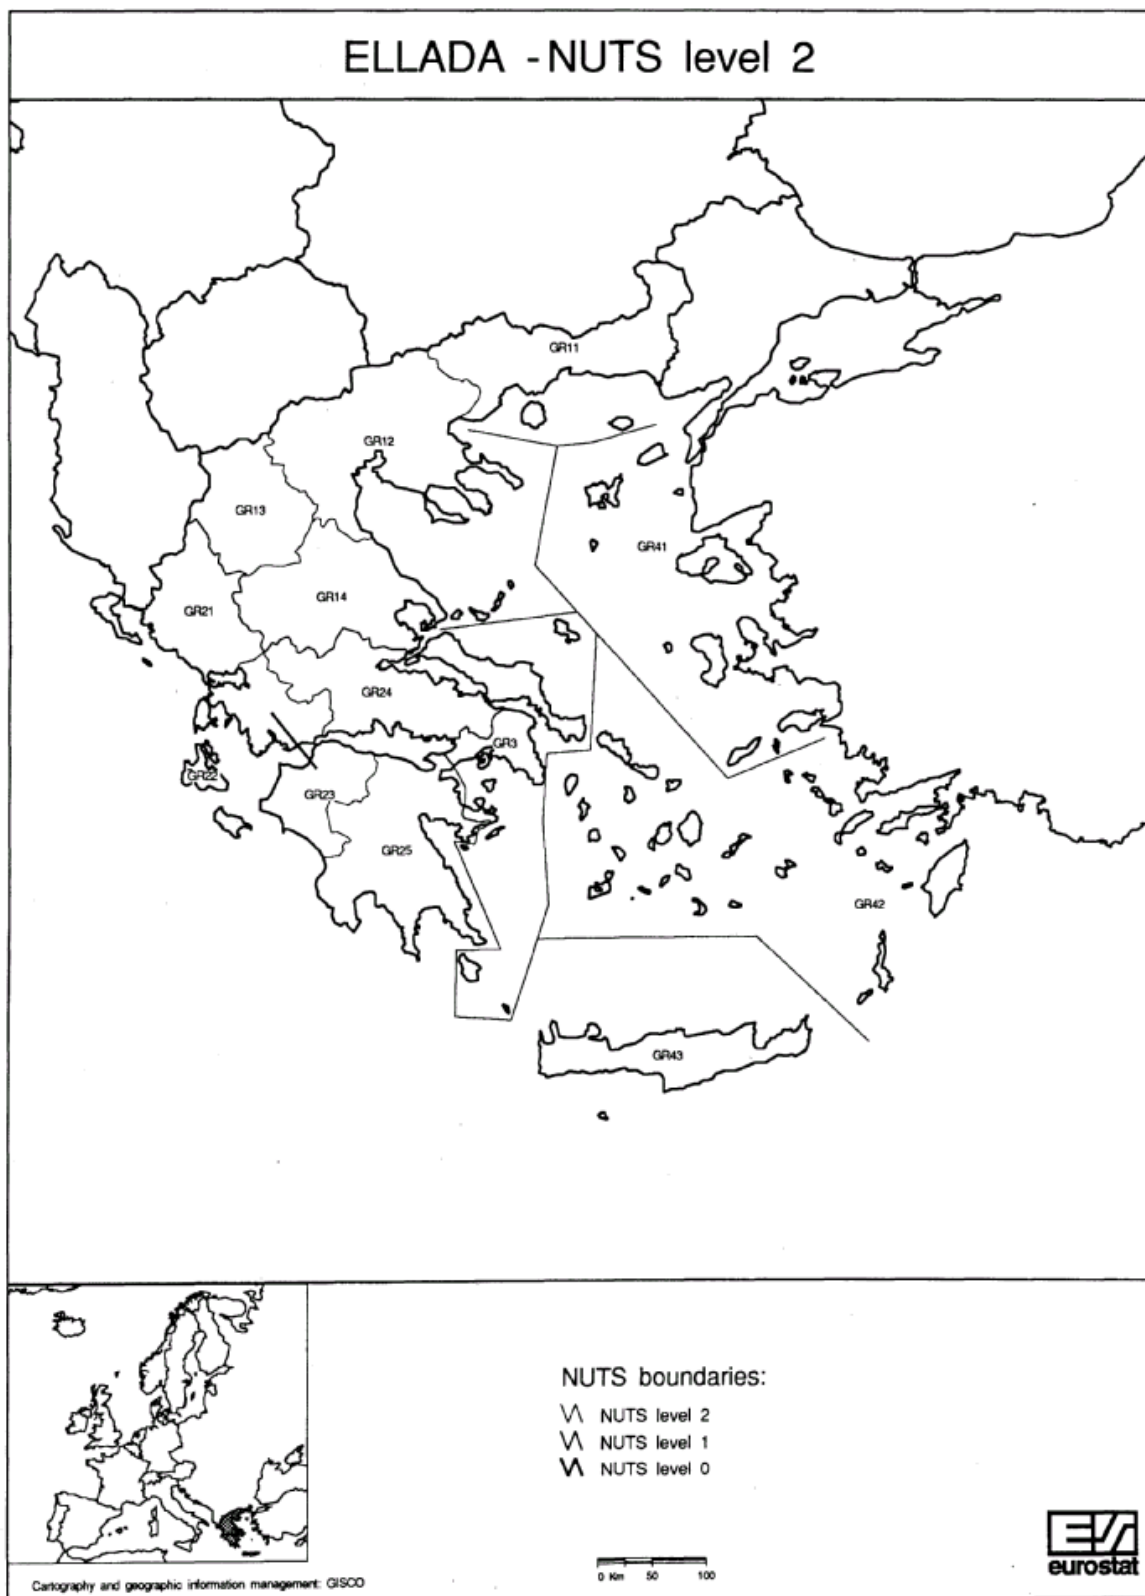 ELLADA - NUTS level 2
GR11
GR12
GR13
GR41
GR14
GR21
GR24
GR3
GR22
GR23
GR25
GR42
GR43
NUTS boundaries:
NUTS level 2
NUTS level 1
NUTS level 0
0 Km 50 100
eurostat
Cartography and geographic information management: GISCO